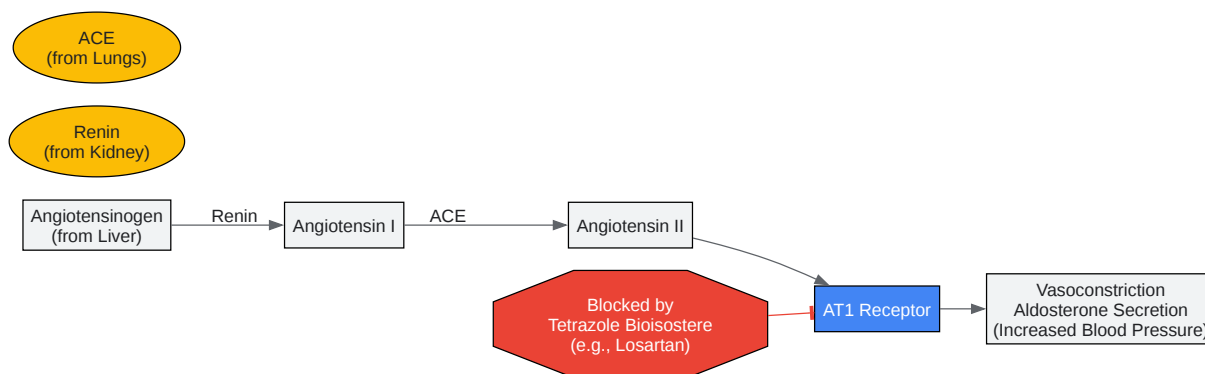 ACE
(from Lungs)
Renin
(from Kidney)
Angiotensinogen
(from Liver)
Renin
Angiotensin I
ACE
Angiotensin II
Blocked by
Tetrazole Bioisostere
(e.g., Losartan)
AT1 Receptor
Vasoconstriction
Aldosterone Secretion
(Increased Blood Pressure)